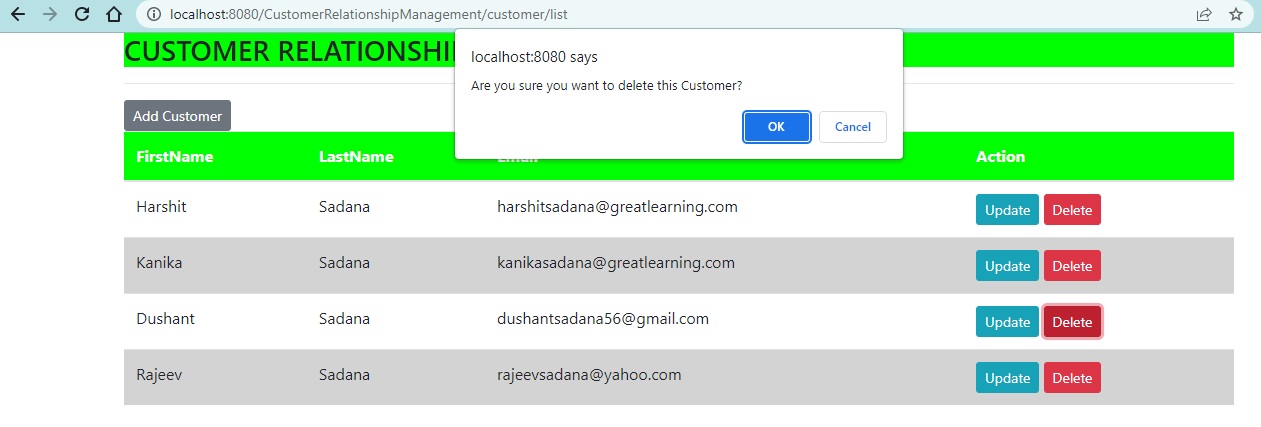 localhost:8080/CustomerRelationshipManagement/customer/list
CUSTOMER RELATIONSHI
localhost:8080 says
Are you sure you want to delete this Customer?
OK Cancel
Add Customer
FirstName LastName Email Action
Harshit Sadana harshitsadana@greatlearning.com Update Delete
Kanika Sadana kanikasadana@greatlearning.com Update Delete
Dushant Sadana dushantsadana56@gmail.com Update Delete
Rajeev Sadana rajeevsadana@yahoo.com Update Delete